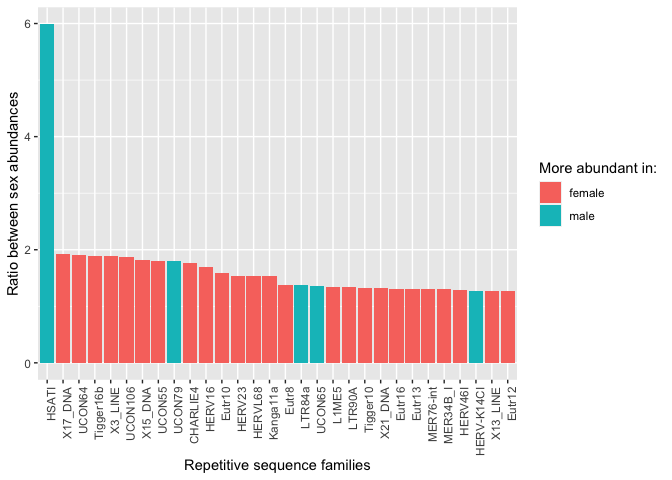 6
4
2
0
Ratio between sex abundances
HSATI
X17_DNA
UCON64
Tigger16b
X3_LINE
UCON106
X15_DNA
UCON55
UCON79
CHARLIE4
HERV16
Eutr10
HERV23
HERVL68
Kanga11a
Eutr8
LTR84a
UCON65
L1ME5
LTR90A
Tigger10
X21_DNA
Eutr16
Eutr13
MER76-int
MER34B_I
HERV46I
HERV-K14CI
X13_LINE
Eutr12
Repetitive sequence families
More abundant in:
female
male